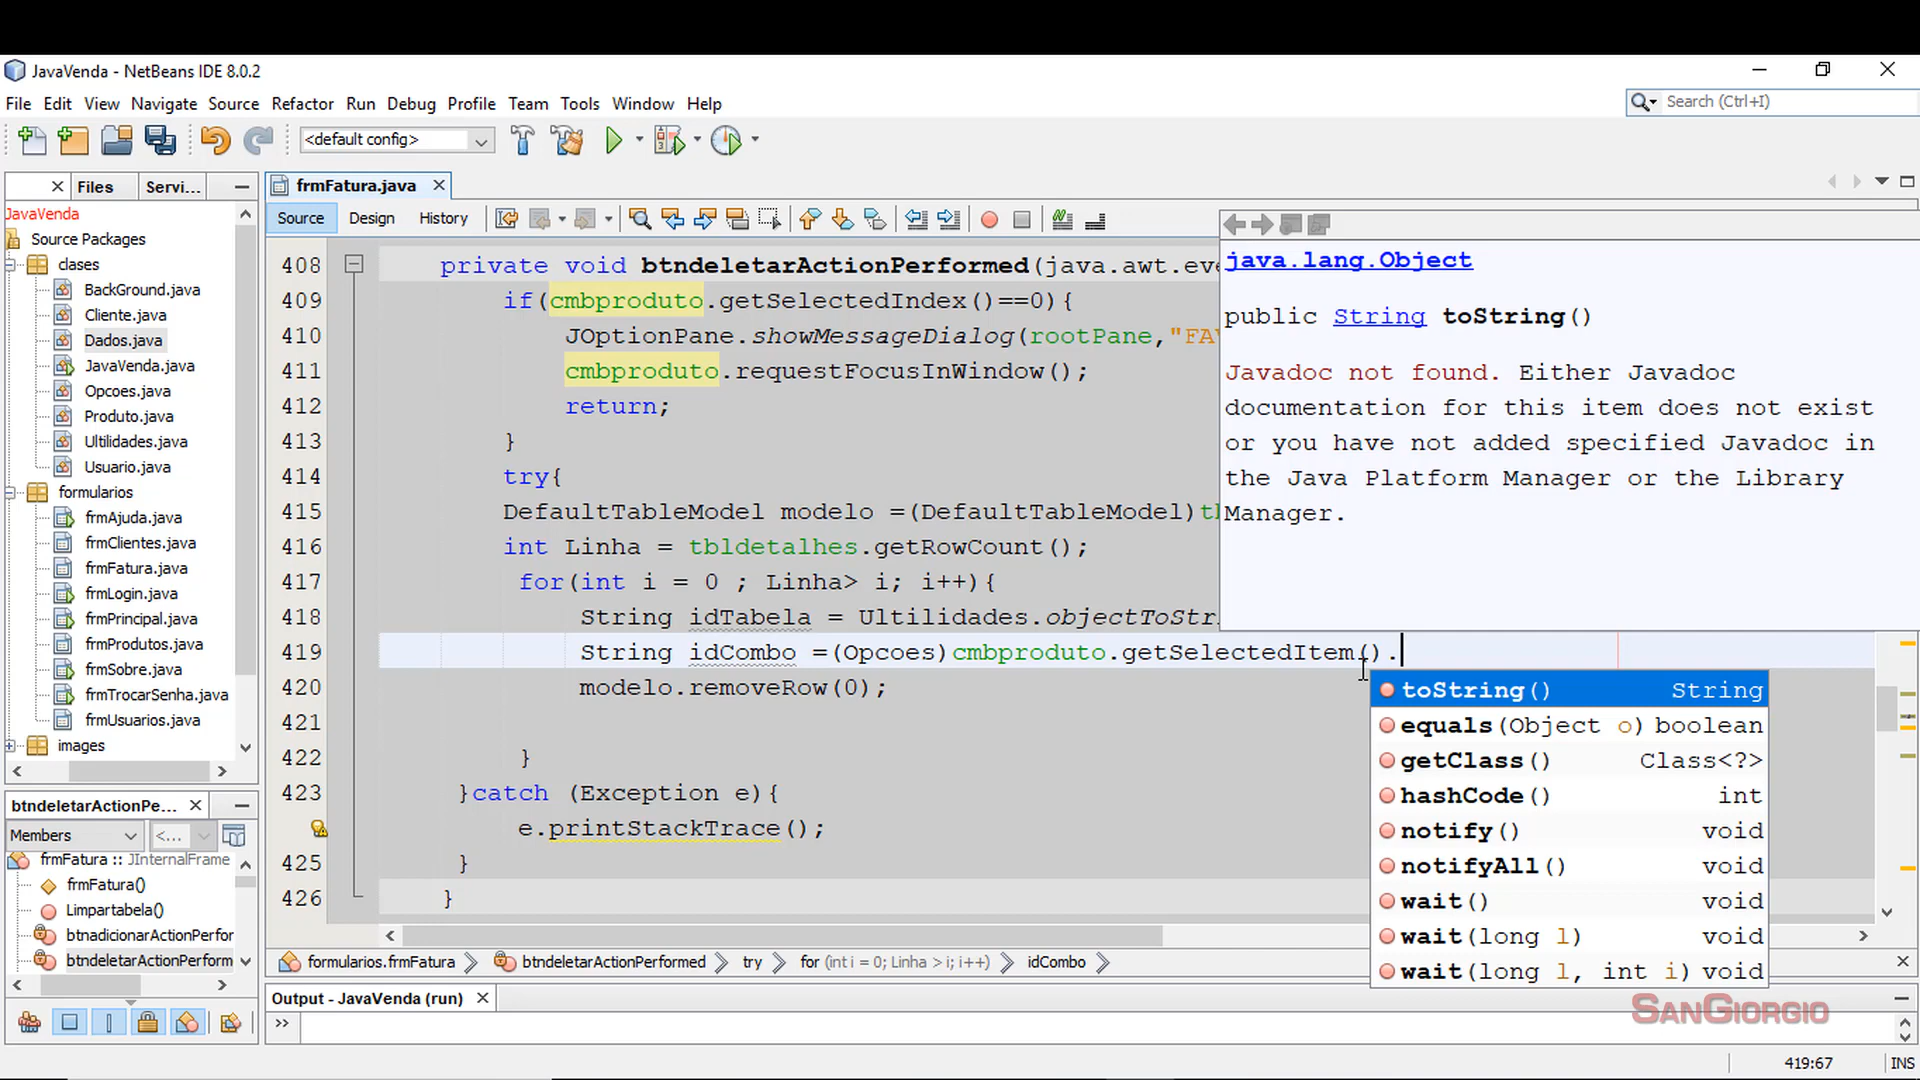 JavaVenda - NetBeans IDE 8.0.2
File Edit View Navigate Source Refactor Run Debug Profile Team Tools Window Help
Search (Ctrl+I)
<default config>
Files Servi...
frmFatura.java
JavaVenda
Source Packages
clases
BackGround.java
Cliente.java
Dados.java
JavaVenda.java
Opcoes.java
Produto.java
Ultilidades.java
Usuario.java
formularios
frmAjuda.java
frmClientes.java
frmFatura.java
frmLogin.java
frmPrincipal.java
frmProdutos.java
frmSobre.java
frmTrocarSenha.java
frmUsuarios.java
images
btndeletarActionPe...
Members <...
frmFatura :: JInternalFrame
frmFatura()
Limpartabela()
btnadicionarActionPerfor
btndeletarActionPerform
Source Design History
408 private void btndeletarActionPerformed(java.awt.eve
409 if(cmbproduto.getSelectedIndex()==0){
410 JOptionPane.showMessageDialog(rootPane,"FAV
411 cmbproduto.requestFocusInWindow();
412 return;
413 }
414 try{
415 DefaultTableModel modelo =(DefaultTableModel)tb
416 int Linha = tbldetalhes.getRowCount();
417 for(int i = 0 ; Linha> i; i++){
418 String idTabela = Ultilidades.objectToStri
419 String idCombo =(Opcoes)cmbproduto.getSelectedItem().
420 modelo.removeRow(0);
421
422 }
423 }catch (Exception e){
e.printStackTrace();
425 }
426 }
java.lang.Object
public String toString()
Javadoc not found. Either Javadoc
documentation for this item does not exist
or you have not added specified Javadoc in
the Java Platform Manager or the Library
Manager.
toString() String
equals(Object o) boolean
getClass() Class<?>
hashCode() int
notify() void
notifyAll() void
wait() void
wait(long l) void
wait(long l, int i) void
formularios.frmFatura btndeletarActionPerformed try for (int i = 0; Linha > i; i++) idCombo
Output - JavaVenda (run)
>>
SANGIORGIO
419:67 INS